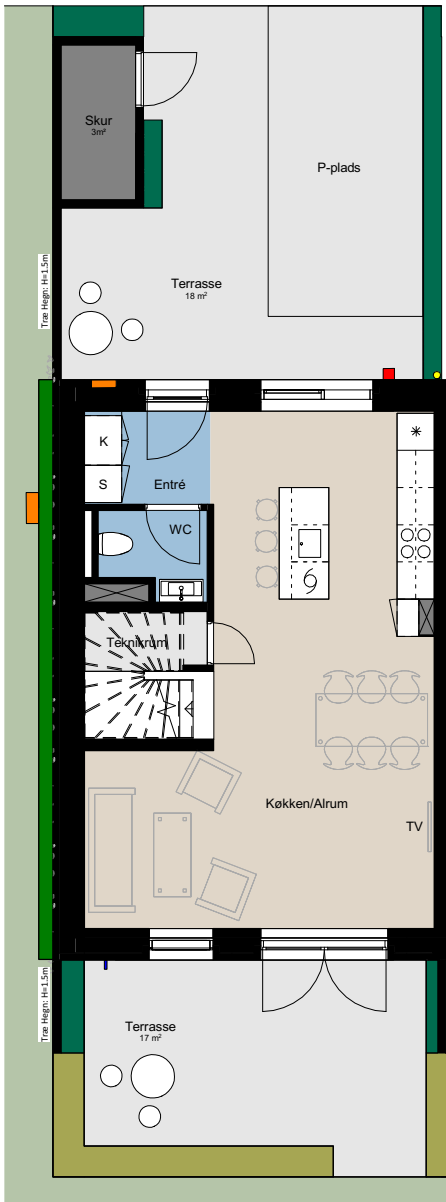 Skur
3m²
P-plads
Træ Hegn: H=1.5m
Terrasse
18 m²
K
S
Entré
WC
Teknikrum
Køkken/Alrum
TV
Træ Hegn: H=1.5m
Terrasse
17 m²